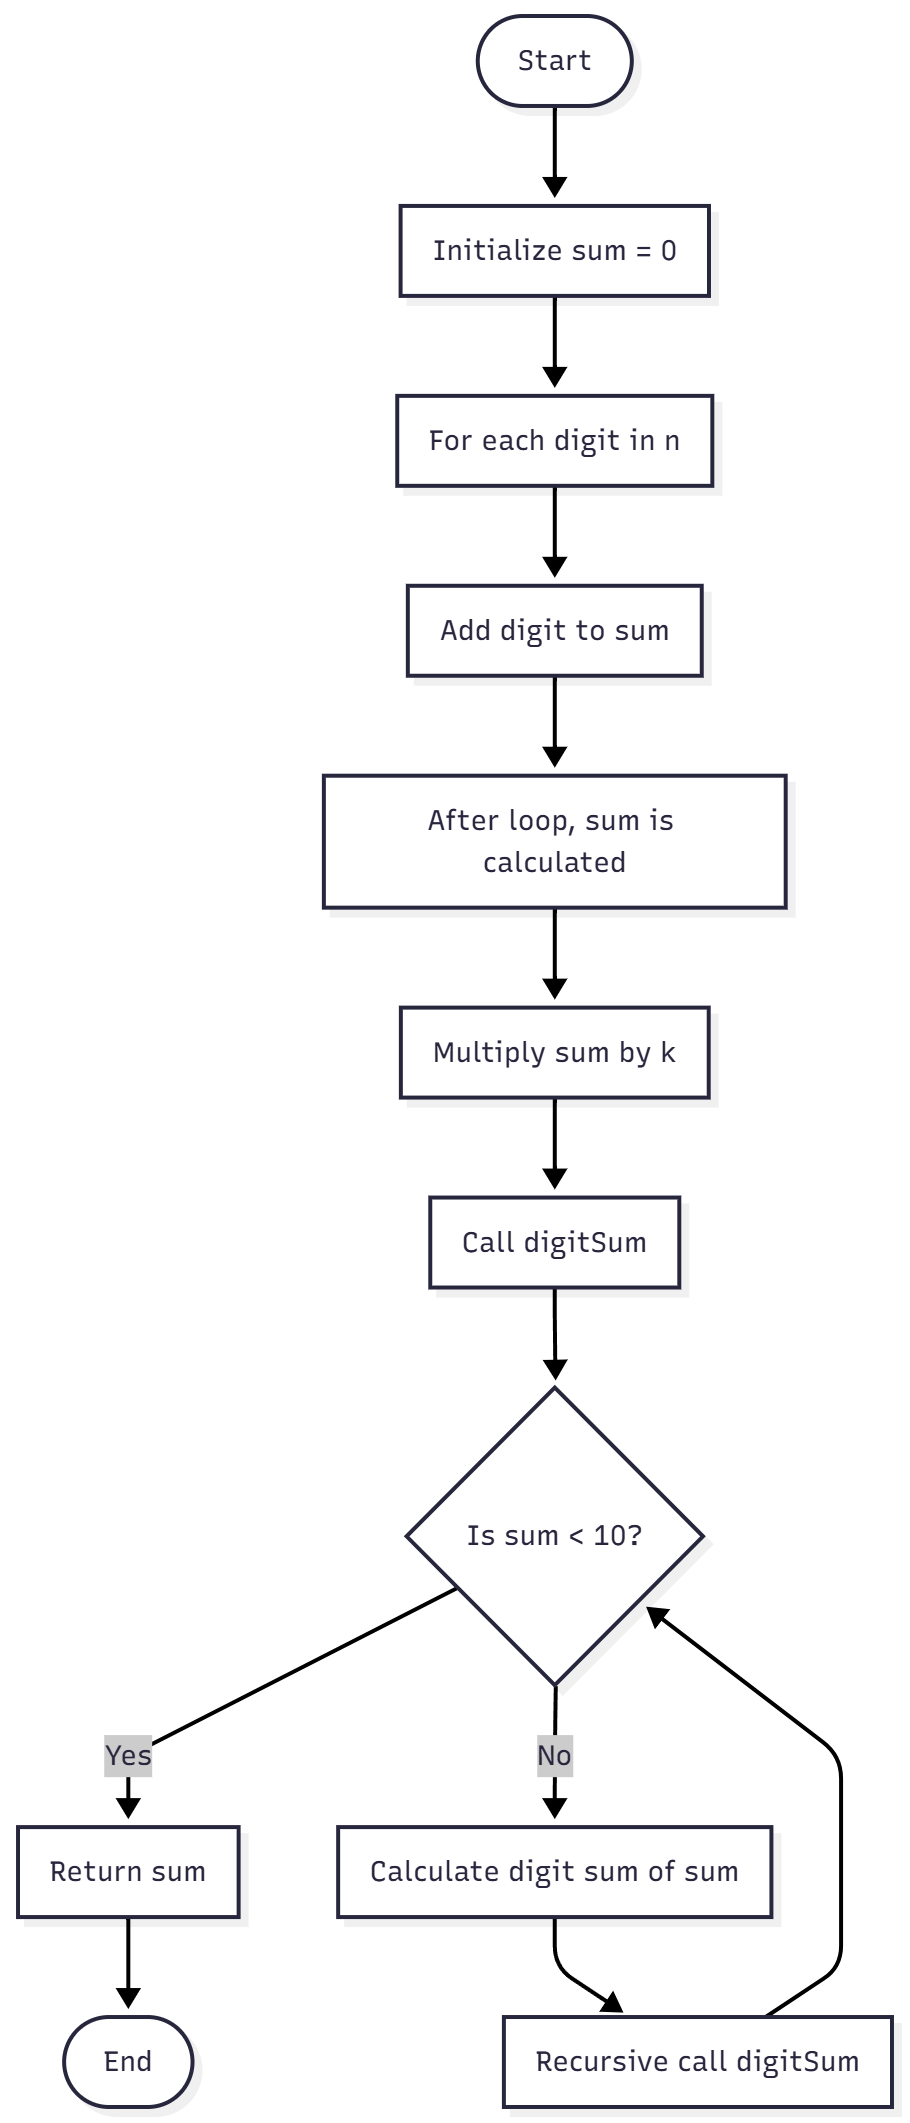 Start
Initialize sum = 0
For each digit in n
Add digit to sum
After loop, sum is
calculated
Multiply sum by k
Call digitSum
Is sum < 10?
Yes
No
Return sum
Calculate digit sum of sum
End
Recursive call digitSum